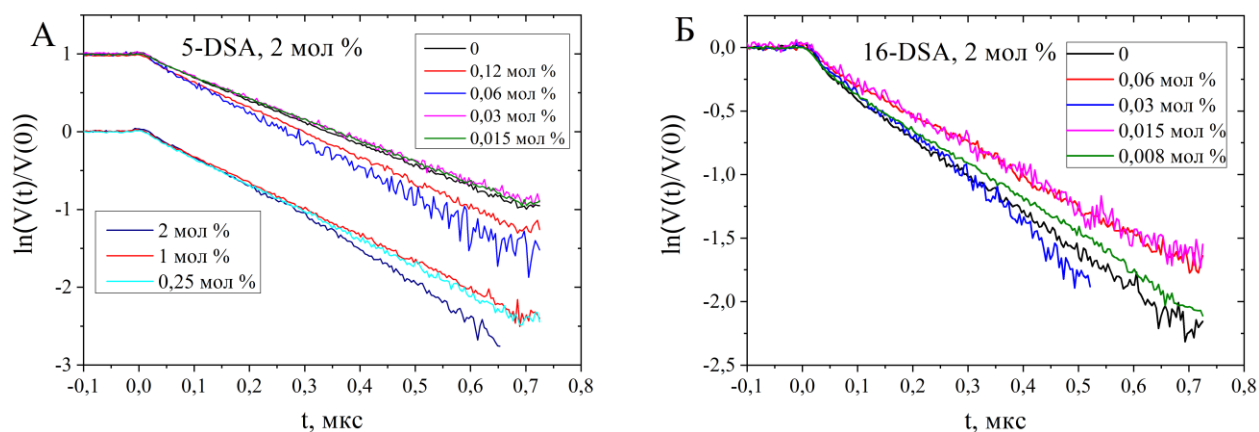 А
5-DSA, 2 мол %
0
0,12 мол %
0,06 мол %
0,03 мол %
0,015 мол %
2 мол %
1 мол %
0,25 мол %
ln(V(t)/V(0))
1
0
-1
-2
-3
-0,1 0,0 0,1 0,2 0,3 0,4 0,5 0,6 0,7 0,8
t, мкс
Б
16-DSA, 2 мол %
0
0,06 мол %
0,03 мол %
0,015 мол %
0,008 мол %
ln(V(t)/V(0))
0,0
-0,5
-1,0
-1,5
-2,0
-2,5
-0,1 0,0 0,1 0,2 0,3 0,4 0,5 0,6 0,7 0,8
t, мкс